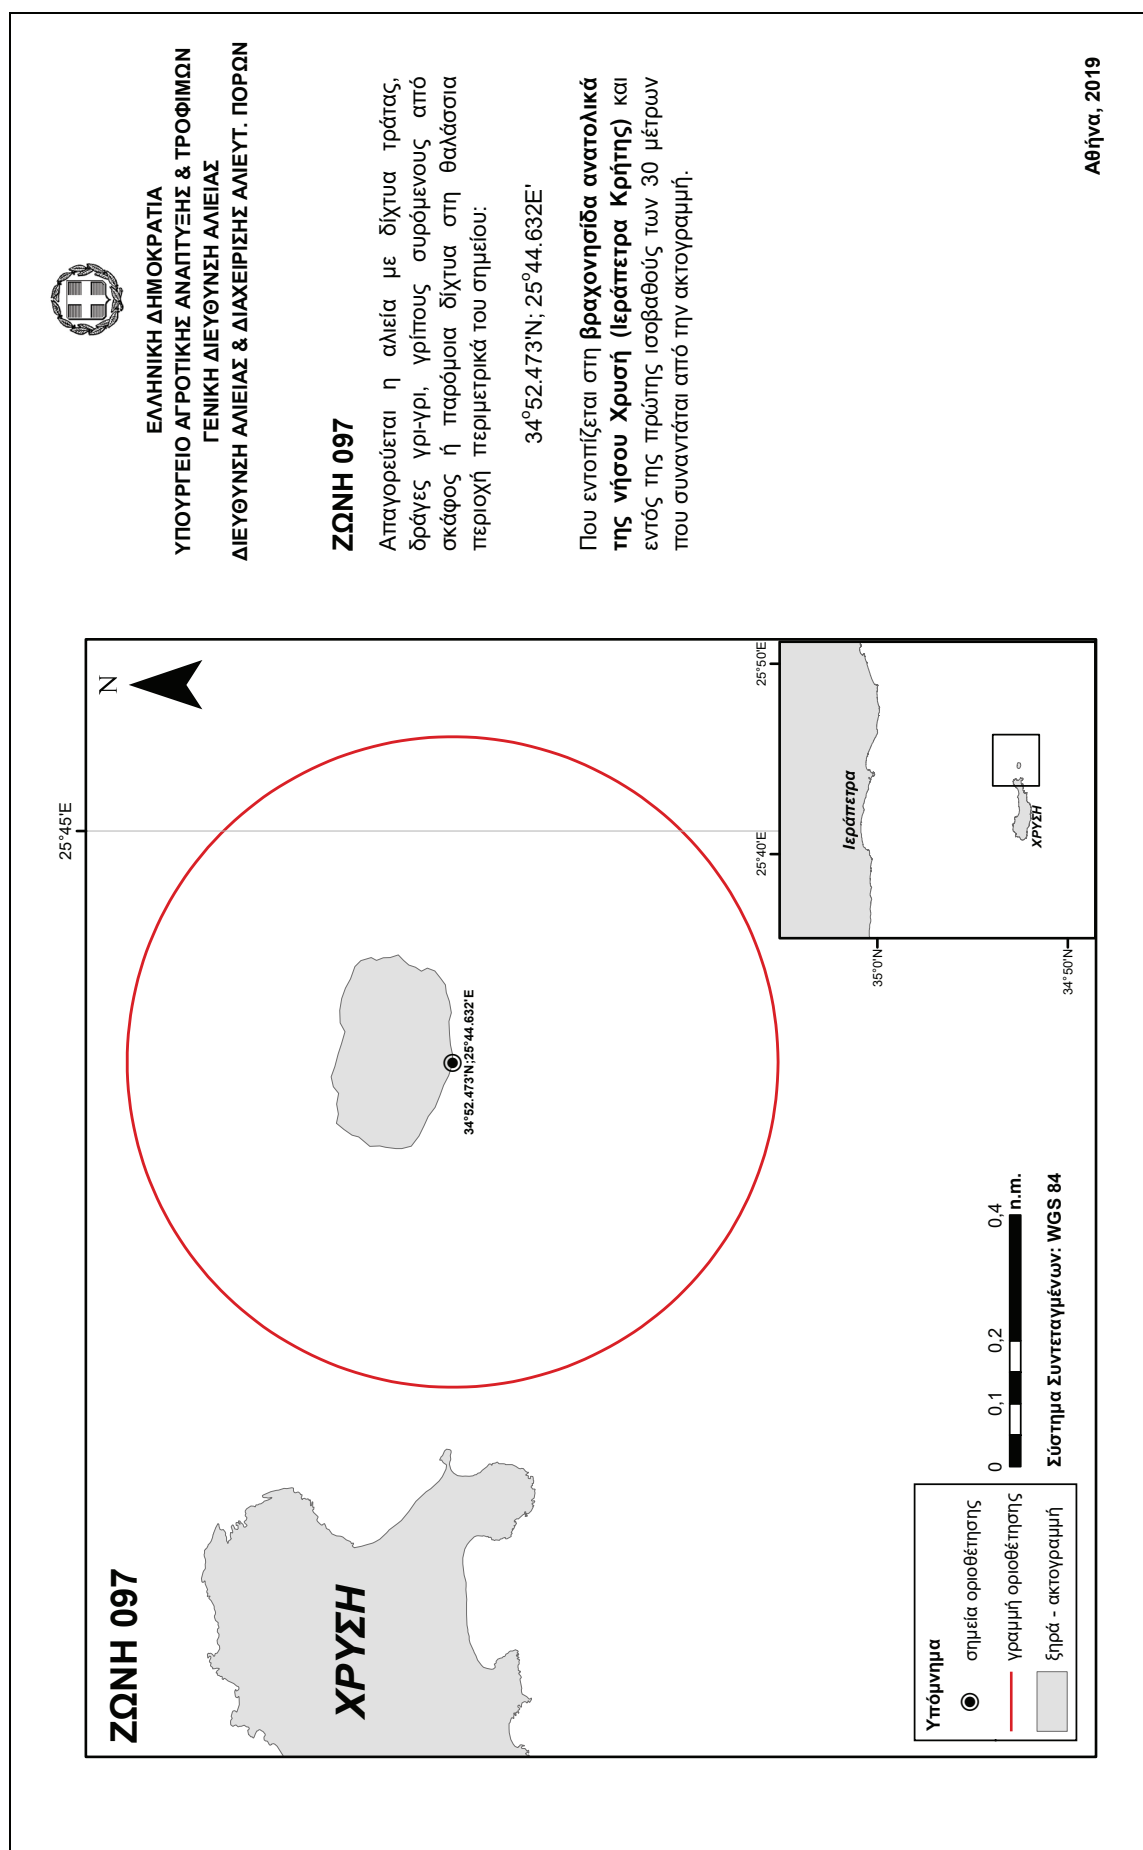 ΖΩΝΗ 097
N
25°45'E
34°52.473'N;25°44.632'E
ΧΡΥΣΗ
Υπόμνημα
σημεία οριοθέτησης
γραμμή οριοθέτησης
ξηρά - ακτογραμμή
0 0,1 0,2 0,4
n.m.
Σύστημα Συντεταγμένων: WGS 84
25°40'E 25°50'E
Ιεράπετρα
ΧΡΥΣΗ
35°0'N
34°50'N
ΕΛΛΗΝΙΚΗ ΔΗΜΟΚΡΑΤΙΑ
ΥΠΟΥΡΓΕΙΟ ΑΓΡΟΤΙΚΗΣ ΑΝΑΠΤΥΞΗΣ & ΤΡΟΦΙΜΩΝ
ΓΕΝΙΚΗ ΔΙΕΥΘΥΝΣΗ ΑΛΙΕΙΑΣ
ΔΙΕΥΘΥΝΣΗ ΑΛΙΕΙΑΣ & ΔΙΑΧΕΙΡΙΣΗΣ ΑΛΙΕΥΤ. ΠΟΡΩΝ
ΖΩΝΗ 097
Απαγορεύεται η αλιεία με δίχτυα τράτας,
δράγες γρι-γρι, γρίπους συρόμενους από
σκάφος ή παρόμοια δίχτυα στη θαλάσσια
περιοχή περιμετρικά του σημείου:
34°52.473'N; 25°44.632E'
Που εντοπίζεται στη βραχονησίδα ανατολικά
της νήσου Χρυσή (Ιεράπετρα Κρήτης) και
εντός της πρώτης ισοβαθούς των 30 μέτρων
που συναντάται από την ακτογραμμή.
Αθήνα, 2019